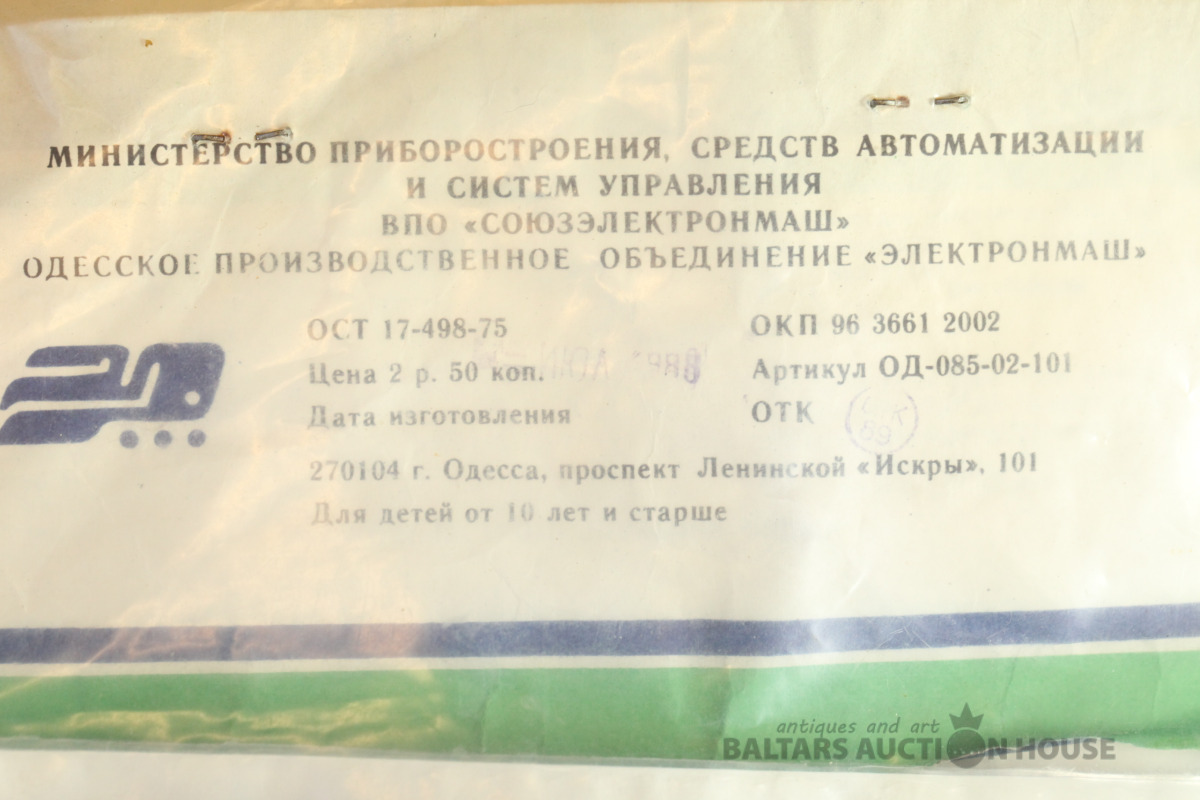 МИНИСТЕРСТВО ПРИБОРОСТРОЕНИЯ, СРЕДСТВ АВТОМАТИЗАЦИИ
И СИСТЕМ УПРАВЛЕНИЯ
ВПО «СОЮЗЭЛЕКТРОНМАШ»
ОДЕССКОЕ ПРОИЗВОДСТВЕННОЕ ОБЪЕДИНЕНИЕ «ЭЛЕКТРОНМАШ»
ОСТ 17-498-75 ОКП 96 3661 2002
Цена 2 р. 50 коп. Артикул ОД-085-02-101
Дата изготовления ОТК
270104 г. Одесса, проспект Ленинской «Искры», 101
Для детей от 10 лет и старше
antiques and art
BALTARS AUCTION HOUSE